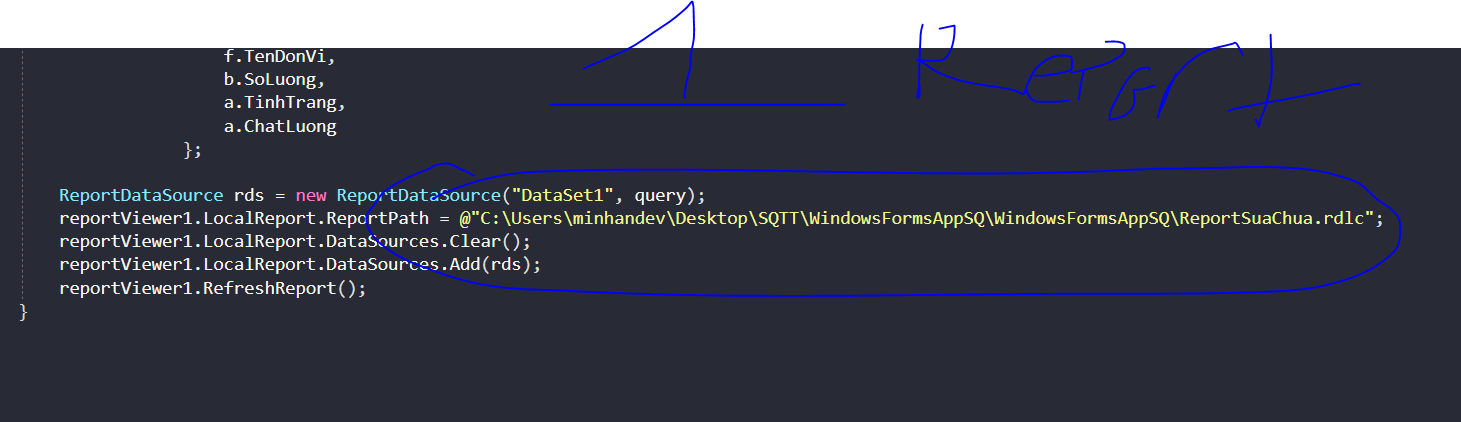 1 Report
f.TenDonVi,
b.SoLuong,
a.TinhTrang,
a.ChatLuong
};
ReportDataSource rds = new ReportDataSource("DataSet1", query);
reportViewer1.LocalReport.ReportPath = @"C:\Users\minhandev\Desktop\SQTT\WindowsFormsAppSQ\WindowsFormsAppSQ\ReportSuaChua.rdlc";
reportViewer1.LocalReport.DataSources.Clear();
reportViewer1.LocalReport.DataSources.Add(rds);
reportViewer1.RefreshReport();
}